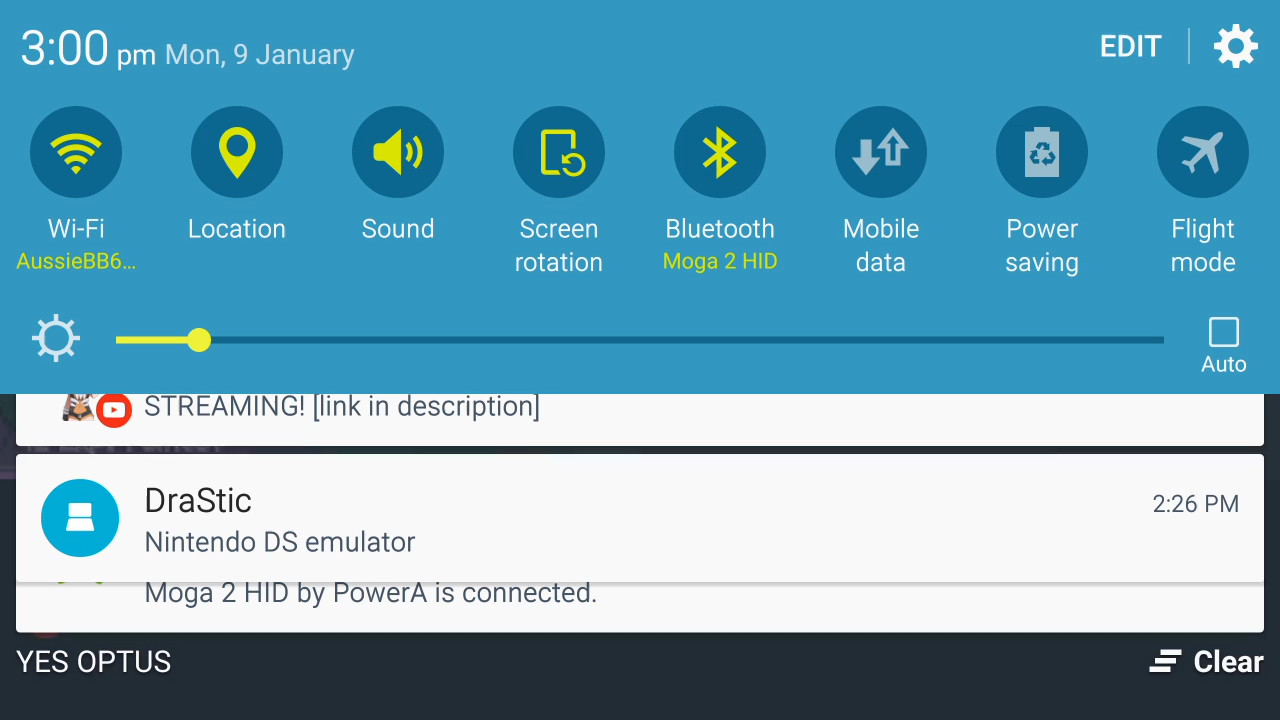 3:00 pm Mon, 9 January
EDIT
Wi-Fi
AussieBB6...
Location
Sound
Screen
rotation
Bluetooth
Moga 2 HID
Mobile
data
Power
saving
Flight
mode
Auto
STREAMING! [link in description]
DraStic
2:26 PM
Nintendo DS emulator
Moga 2 HID by PowerA is connected.
YES OPTUS
Clear